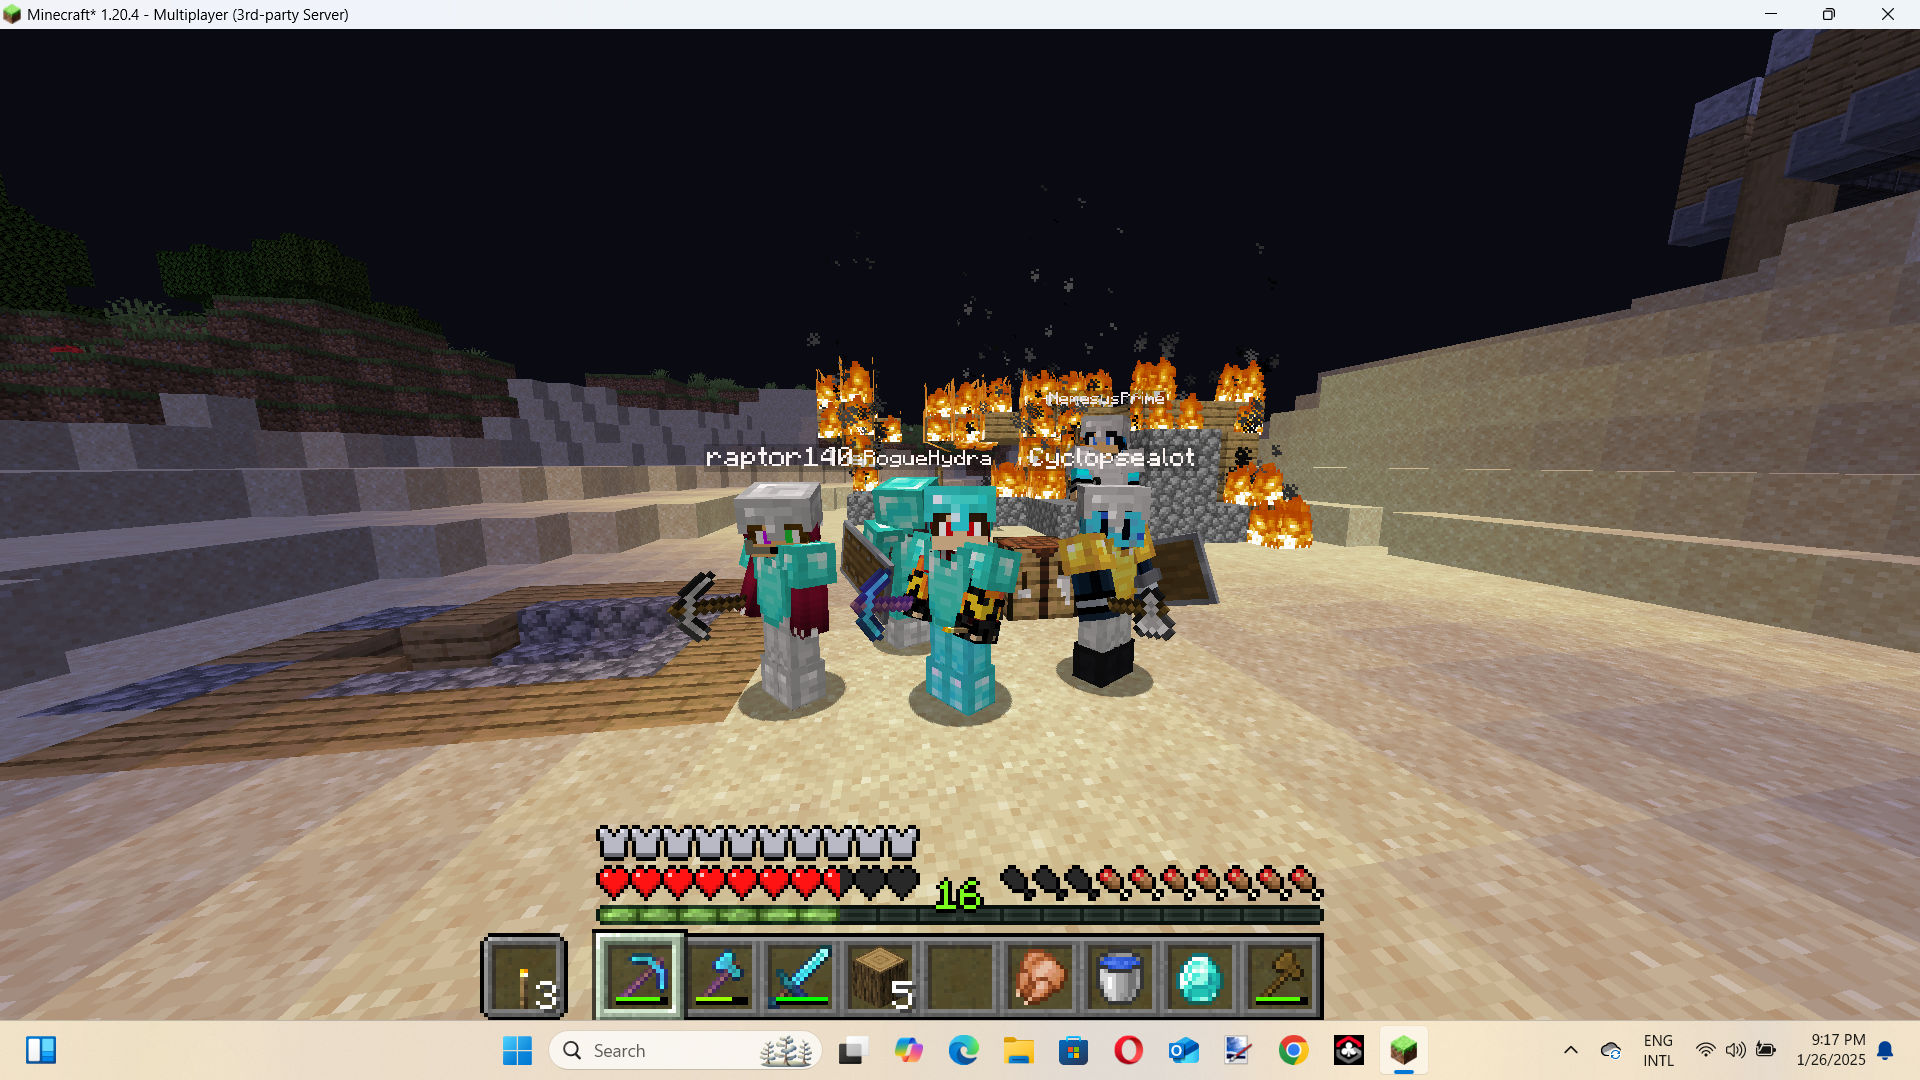 Minecraft* 1.20.4 - Multiplayer (3rd-party Server)
NemesusPrime
raptor140
RogueHydra
Cyclopsealot
16
3
5
Search
ENG
INTL
9:17 PM
1/26/2025